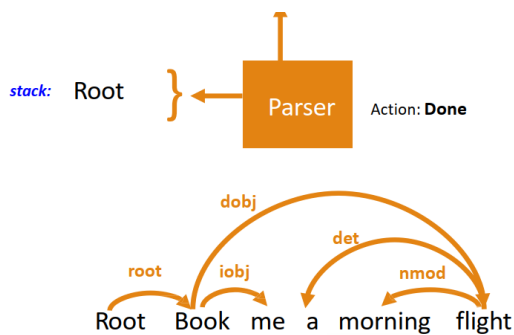 stack: Root } Parser
Action: Done
dobj
det
root iobj nmod
Root Book me a morning flight